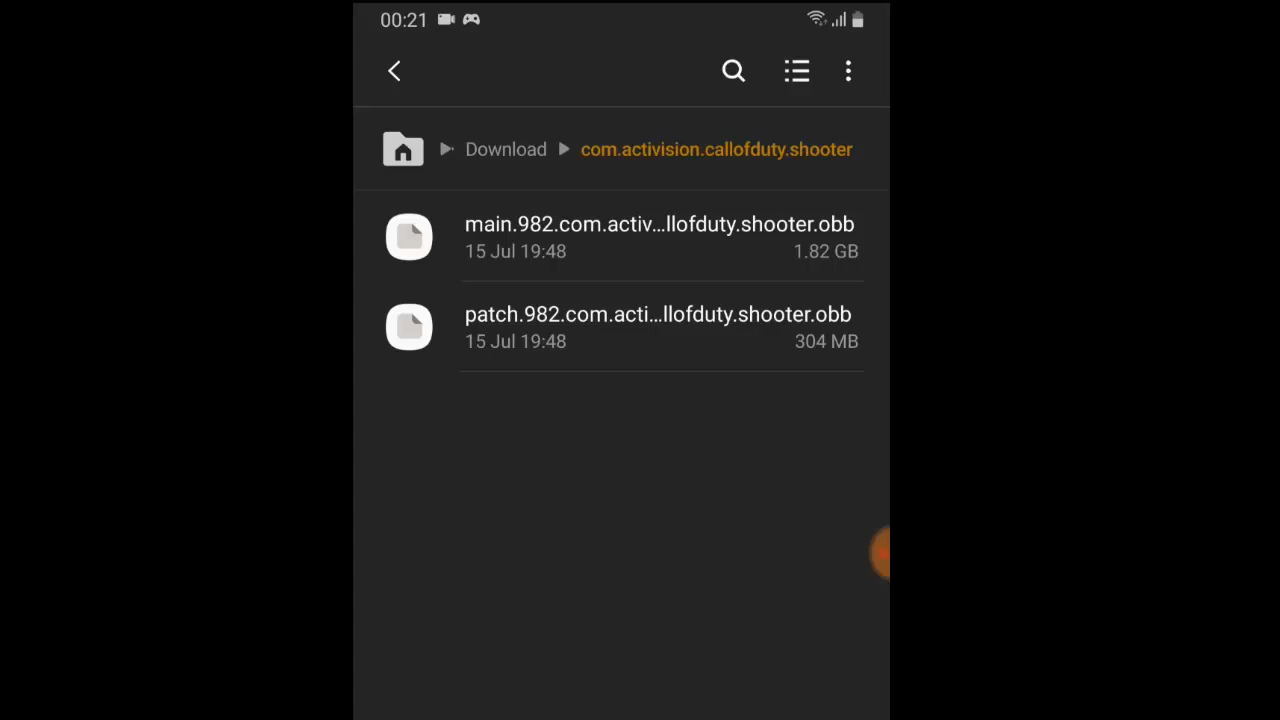 00:21
Download
com.activision.callofduty.shooter
main.982.com.activ...llofduty.shooter.obb
15 Jul 19:48
1.82 GB
patch.982.com.acti...llofduty.shooter.obb
15 Jul 19:48
304 MB